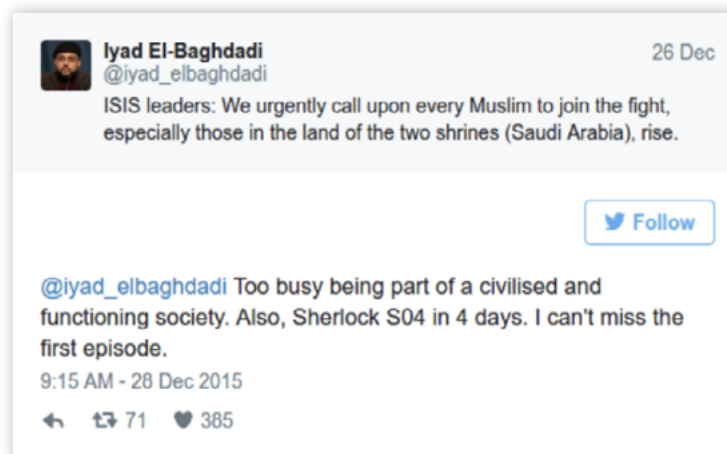 Iyad El-Baghdadi
26 Dec
@iyad_elbaghdadi
ISIS leaders: We urgently call upon every Muslim to join the fight,
especially those in the land of the two shrines (Saudi Arabia), rise.
Follow
@iyad_elbaghdadi Too busy being part of a civilised and
functioning society. Also, Sherlock S04 in 4 days. I can't miss the
first episode.
9:15 AM - 28 Dec 2015
71 385